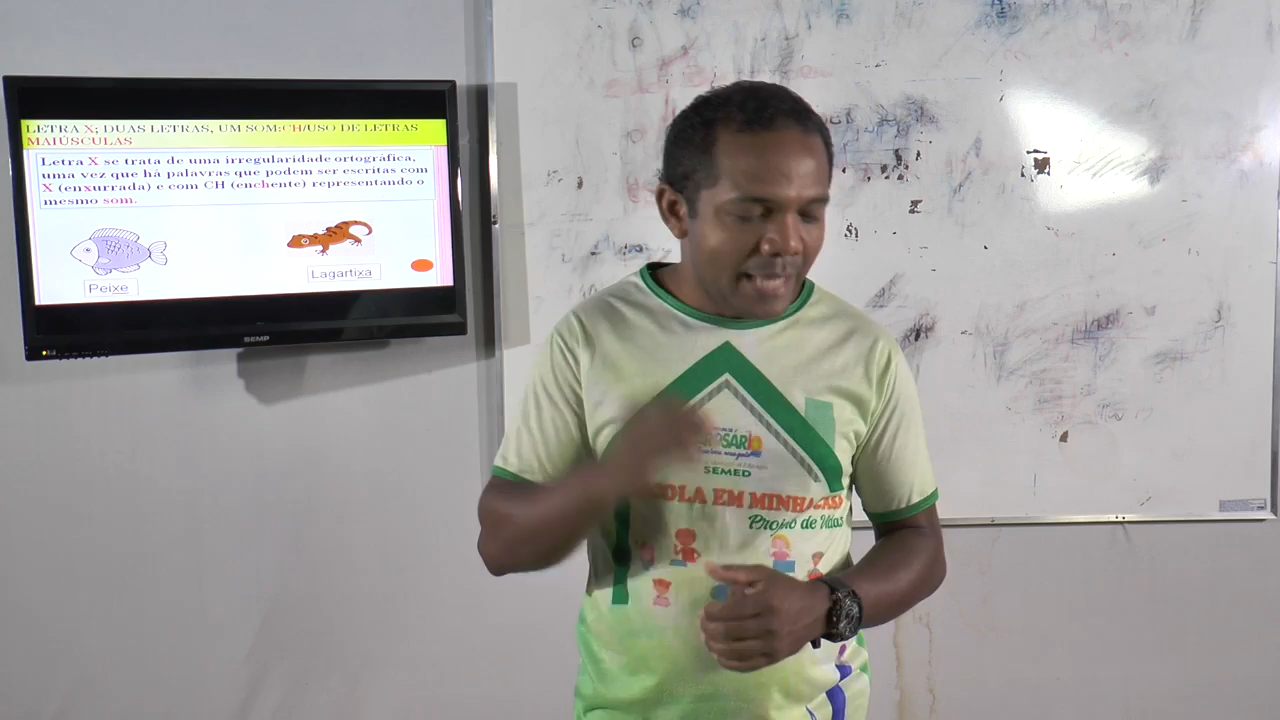 LETRA X; DUAS LETRAS, UM SOM:CH/USO DE LETRAS
MAIÚSCULAS
Letra X se trata de uma irregularidade ortográfica,
uma vez que há palavras que podem ser escritas com
X (enxurrada) e com CH (enchente) representando o
mesmo som.
Peixe
Lagartixa
SEMP
SEMED
EM MINHA
de